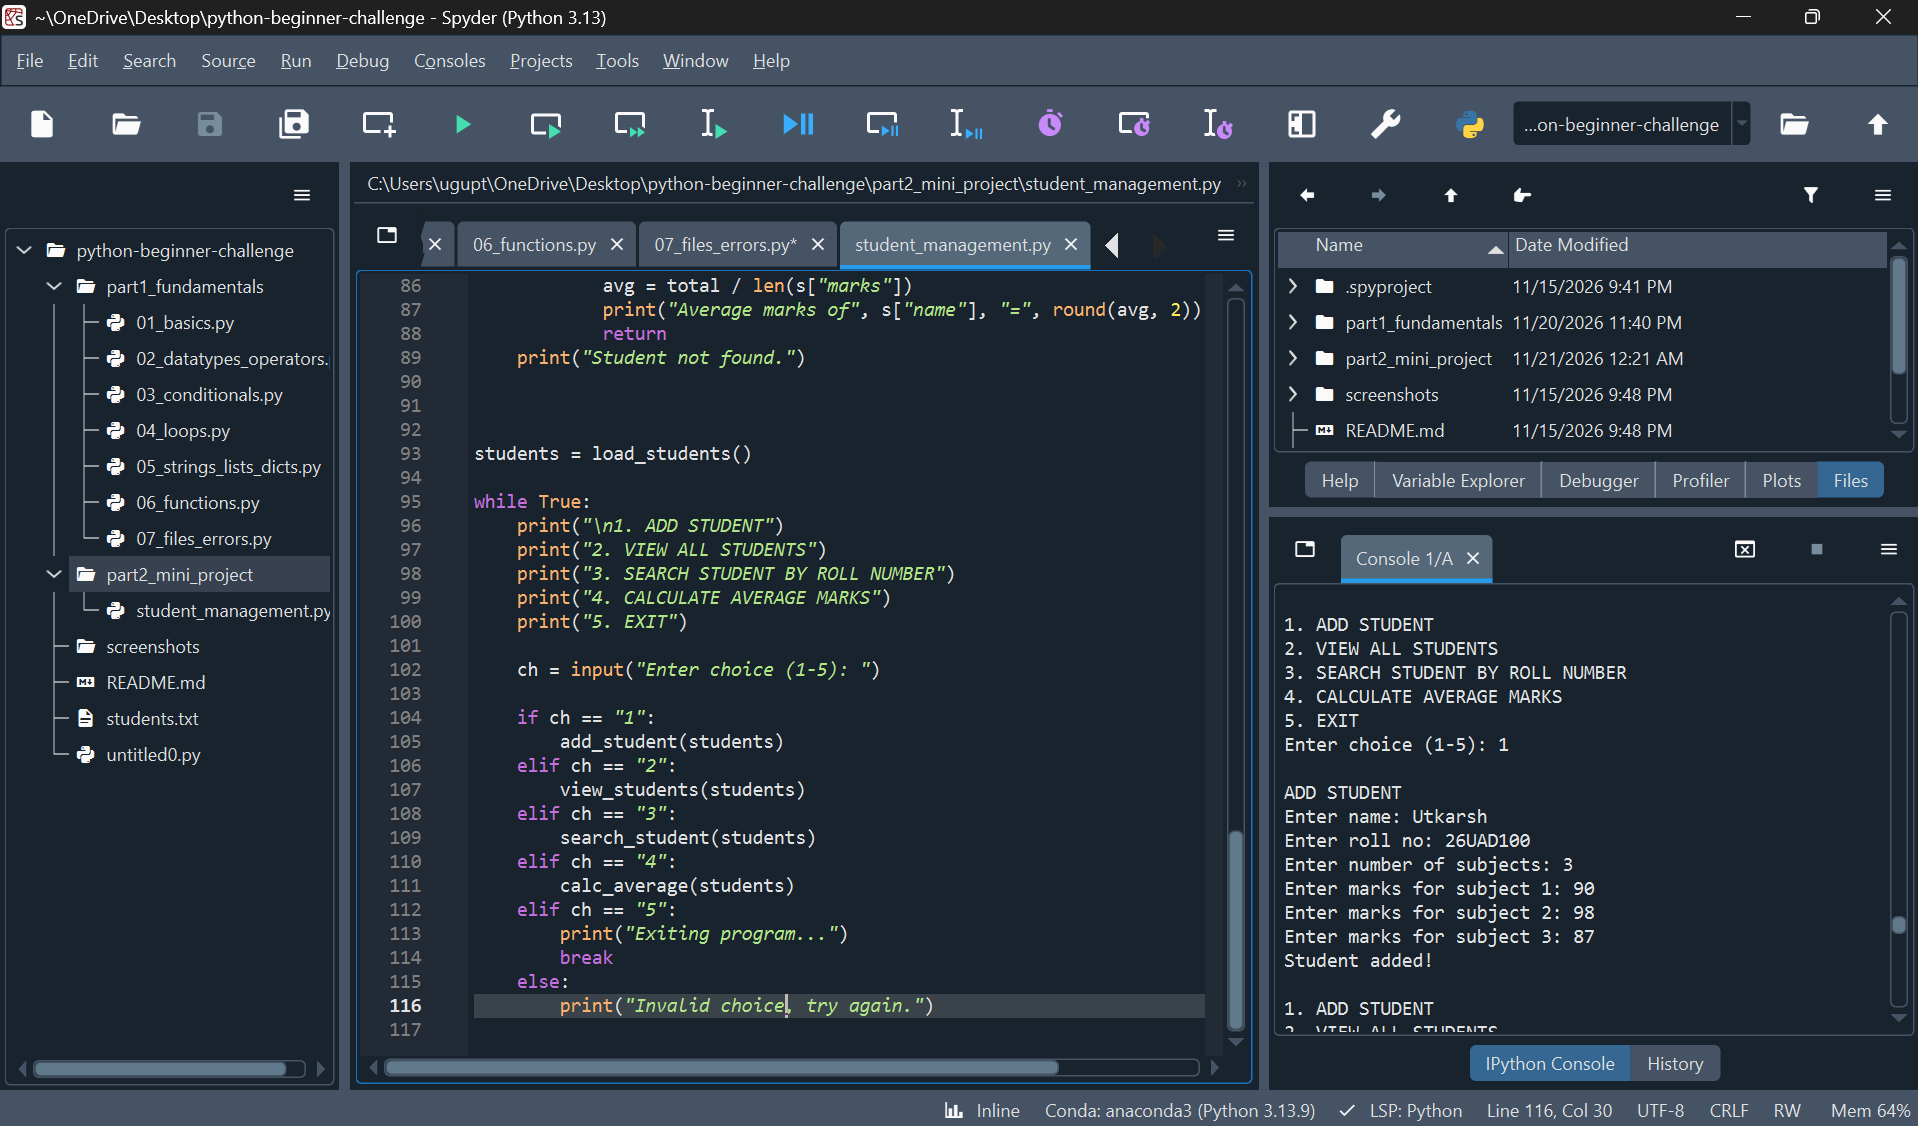 ~\OneDrive\Desktop\python-beginner-challenge - Spyder (Python 3.13)
File Edit Search Source Run Debug Consoles Projects Tools Window Help
...on-beginner-challenge
python-beginner-challenge
part1_fundamentals
01_basics.py
02_datatypes_operators.
03_conditionals.py
04_loops.py
05_strings_lists_dicts.py
06_functions.py
07_files_errors.py
part2_mini_project
student_management.py
screenshots
README.md
students.txt
untitled0.py
C:\Users\ugupt\OneDrive\Desktop\python-beginner-challenge\part2_mini_project\student_management.py
06_functions.py 07_files_errors.py* student_management.py
86 avg = total / len(s["marks"])
87 print("Average marks of", s["name"], "=", round(avg, 2))
88 return
89 print("Student not found.")
90
91
92
93 students = load_students()
94
95 while True:
96 print("\n1. ADD STUDENT")
97 print("2. VIEW ALL STUDENTS")
98 print("3. SEARCH STUDENT BY ROLL NUMBER")
99 print("4. CALCULATE AVERAGE MARKS")
100 print("5. EXIT")
101
102 ch = input("Enter choice (1-5): ")
103
104 if ch == "1":
105 add_student(students)
106 elif ch == "2":
107 view_students(students)
108 elif ch == "3":
109 search_student(students)
110 elif ch == "4":
111 calc_average(students)
112 elif ch == "5":
113 print("Exiting program...")
114 break
115 else:
116 print("Invalid choice, try again.")
117
Name Date Modified
.spyproject 11/15/2026 9:41 PM
part1_fundamentals 11/20/2026 11:40 PM
part2_mini_project 11/21/2026 12:21 AM
screenshots 11/15/2026 9:48 PM
README.md 11/15/2026 9:48 PM
Help Variable Explorer Debugger Profiler Plots Files
Console 1/A
1. ADD STUDENT
2. VIEW ALL STUDENTS
3. SEARCH STUDENT BY ROLL NUMBER
4. CALCULATE AVERAGE MARKS
5. EXIT
Enter choice (1-5): 1
ADD STUDENT
Enter name: Utkarsh
Enter roll no: 26UAD100
Enter number of subjects: 3
Enter marks for subject 1: 90
Enter marks for subject 2: 98
Enter marks for subject 3: 87
Student added!
1. ADD STUDENT
2. VIEW ALL STUDENTS
IPython Console History
Inline Conda: anaconda3 (Python 3.13.9) LSP: Python Line 116, Col 30 UTF-8 CRLF RW Mem 64%